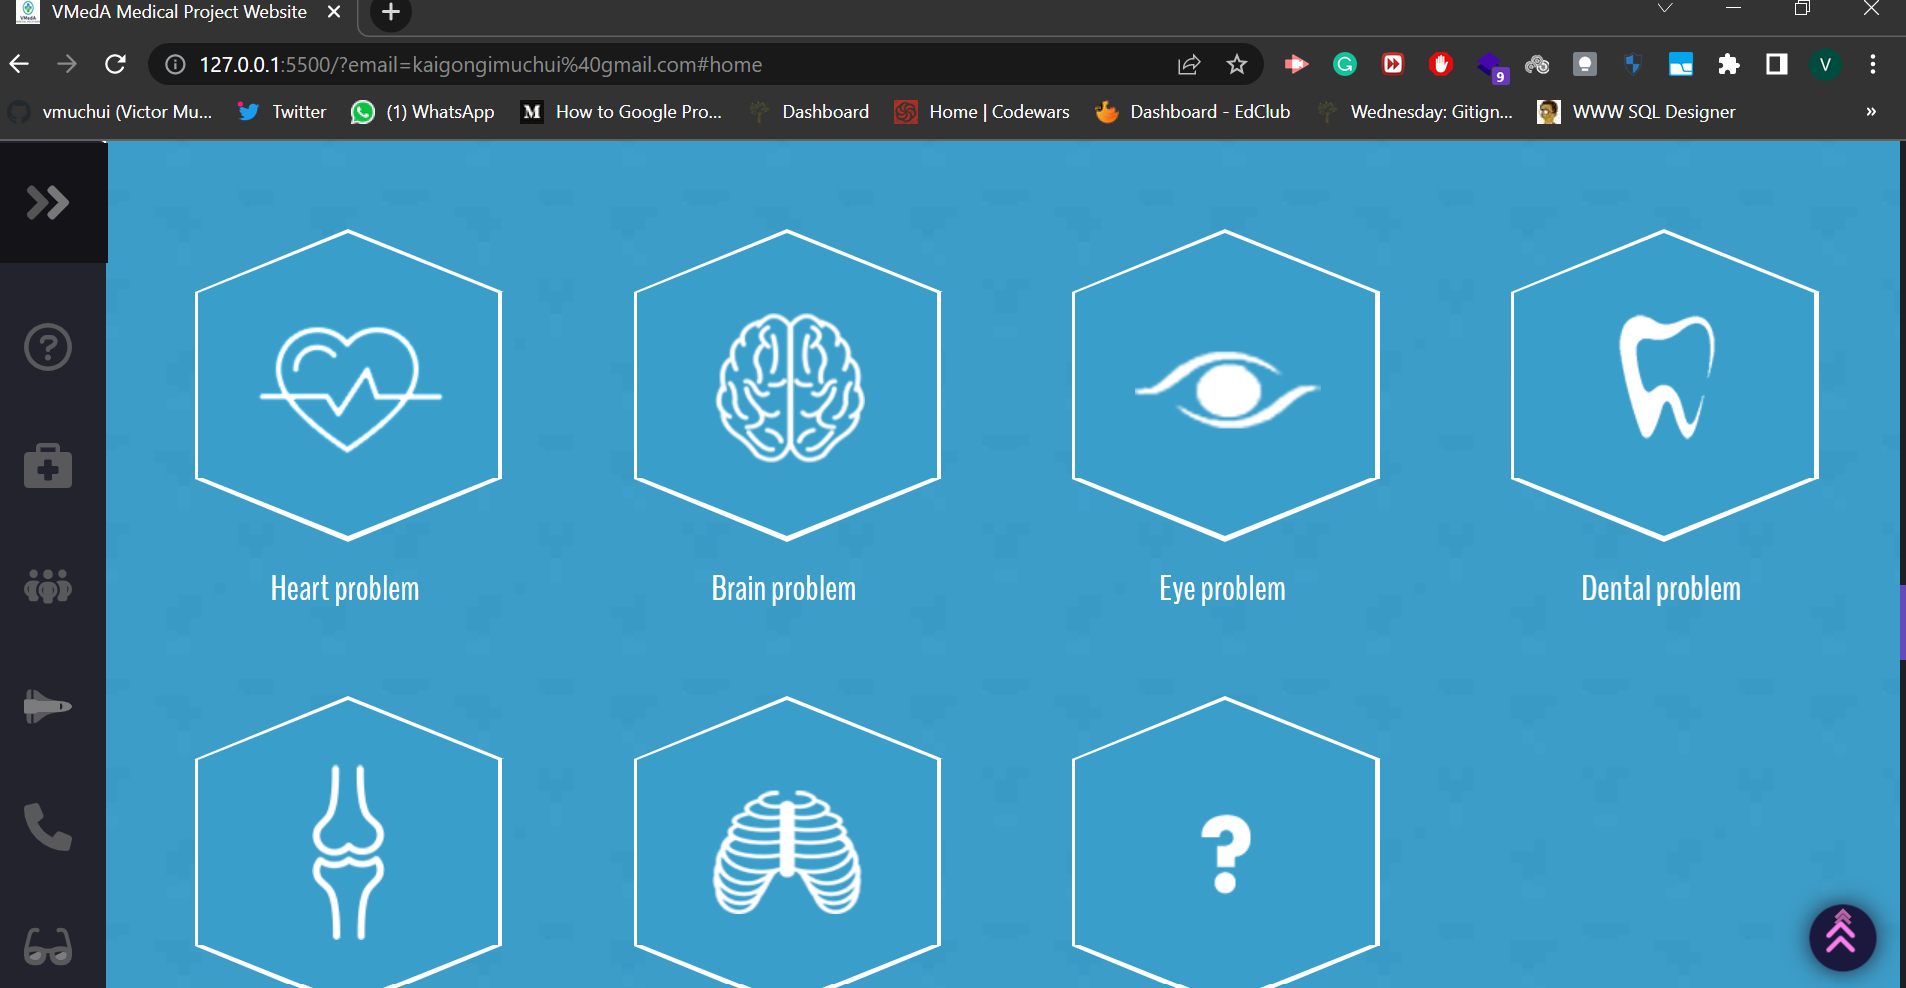 VMedA Medical Project Website
127.0.0.1:5500/?email=kaigongimuchui%40gmail.com#home
9
V
vmuchui (Victor Mu...
Twitter
(1) WhatsApp
M
How to Google Pro...
Dashboard
Home | Codewars
Dashboard - EdClub
Wednesday: Gitign...
WWW SQL Designer
»
?
Heart problem
Brain problem
Eye problem
Dental problem
?